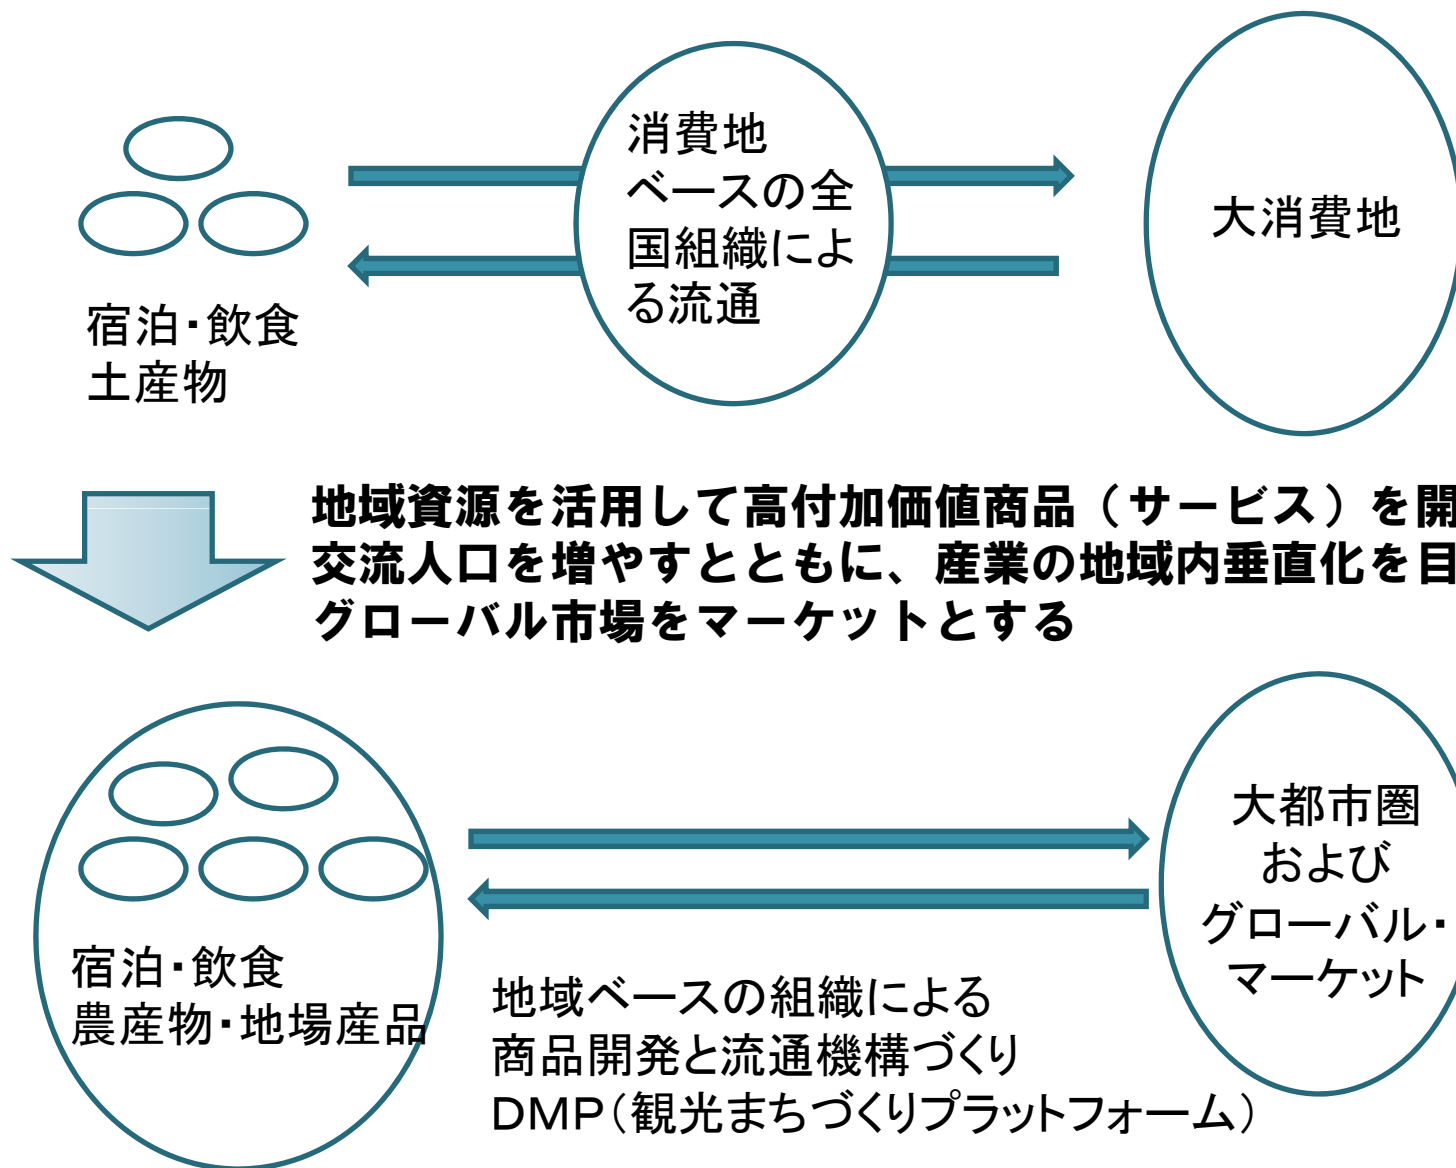 消費地
ベースの全
国組織によ
る流通
大消費地
宿泊・飲食
土産物
地域資源を活用して高付加価値商品（サービス）を開
交流人口を増やすとともに、産業の地域内垂直化を目
グローバル市場をマーケットとする
大都市圏
および
グローバル・
マーケット
宿泊・飲食
農産物・地場産品
地域ベースの組織による
商品開発と流通機構づくり
DMP（観光まちづくりプラットフォーム）